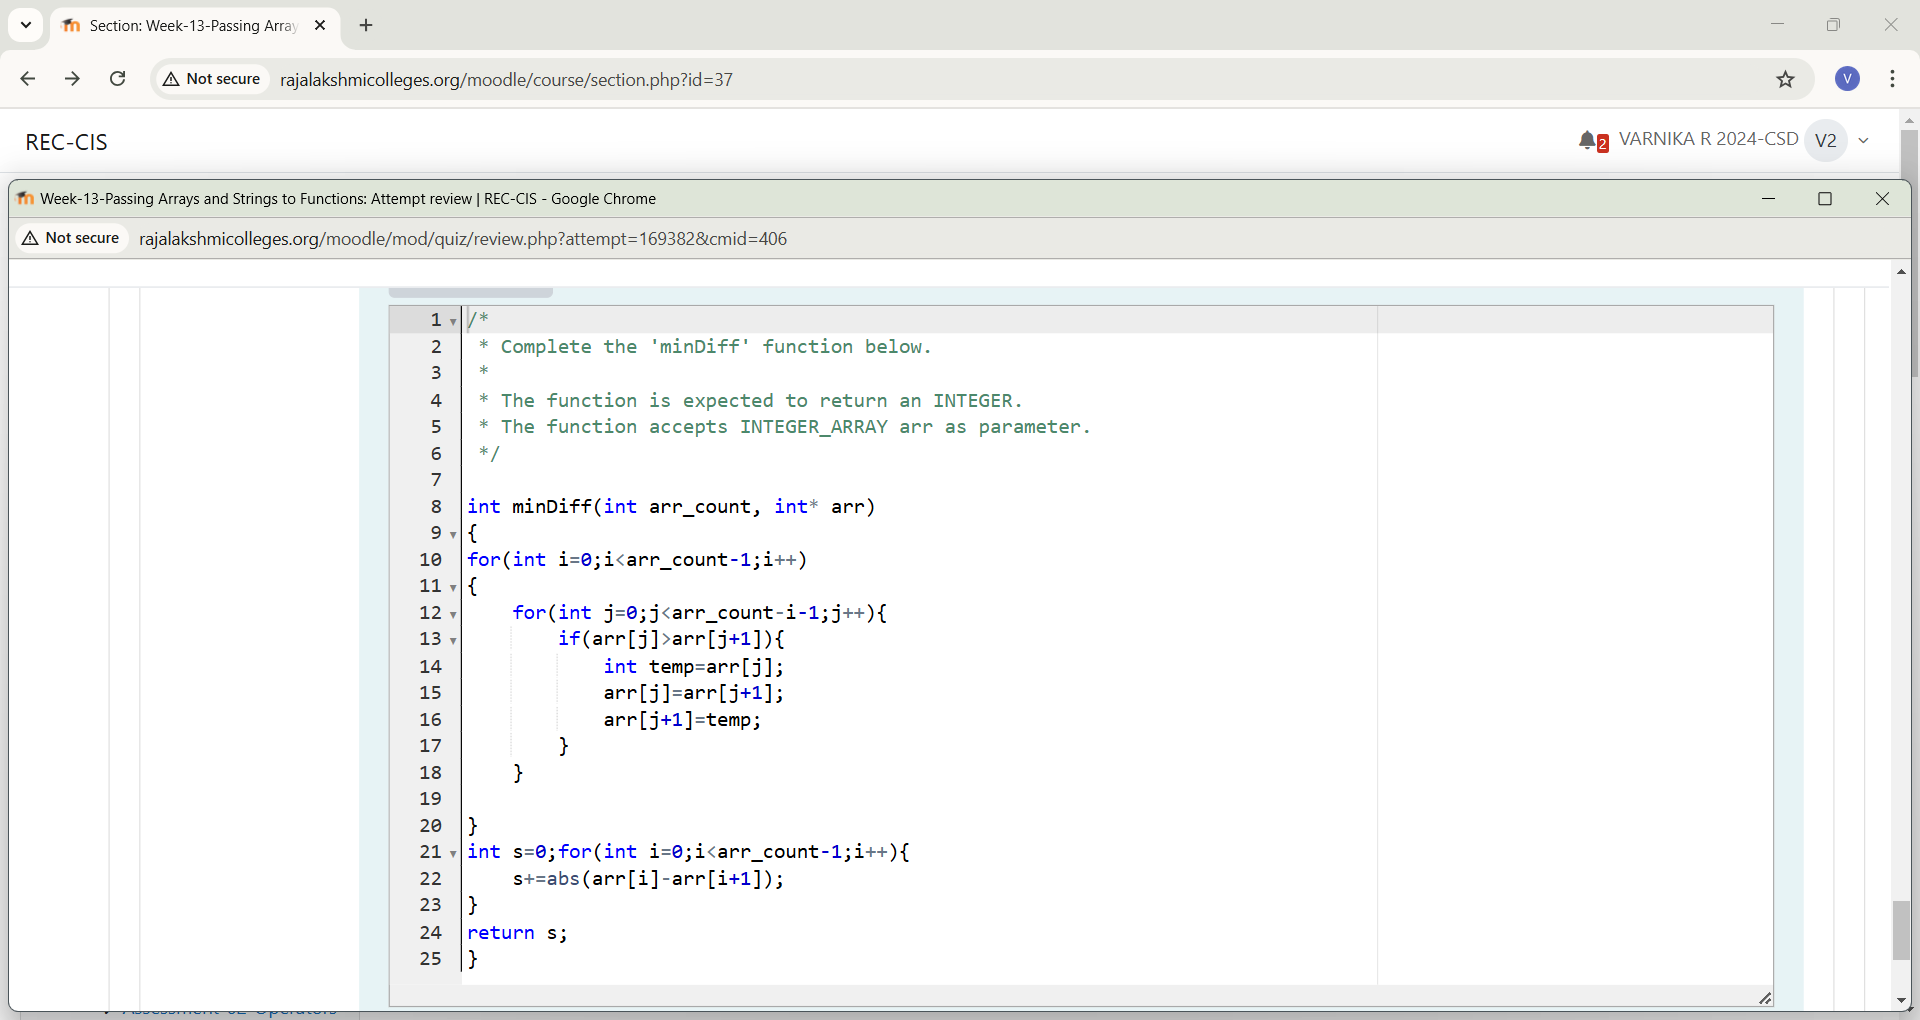 Section: Week-13-Passing Array
Not secure
rajalakshmicolleges.org/moodle/course/section.php?id=37
V
REC-CIS
2
VARNIKA R 2024-CSD
V2
Week-13-Passing Arrays and Strings to Functions: Attempt review | REC-CIS - Google Chrome
Not secure
rajalakshmicolleges.org/moodle/mod/quiz/review.php?attempt=169382&cmid=406
1 /*
2  * Complete the 'minDiff' function below.
3  *
4  * The function is expected to return an INTEGER.
5  * The function accepts INTEGER_ARRAY arr as parameter.
6  */
7
8 int minDiff(int arr_count, int* arr)
9 {
10 for(int i=0;i<arr_count-1;i++)
11 {
12     for(int j=0;j<arr_count-i-1;j++){
13         if(arr[j]>arr[j+1]){
14             int temp=arr[j];
15             arr[j]=arr[j+1];
16             arr[j+1]=temp;
17         }
18     }
19
20 }
21 int s=0;for(int i=0;i<arr_count-1;i++){
22     s+=abs(arr[i]-arr[i+1]);
23 }
24 return s;
25 }